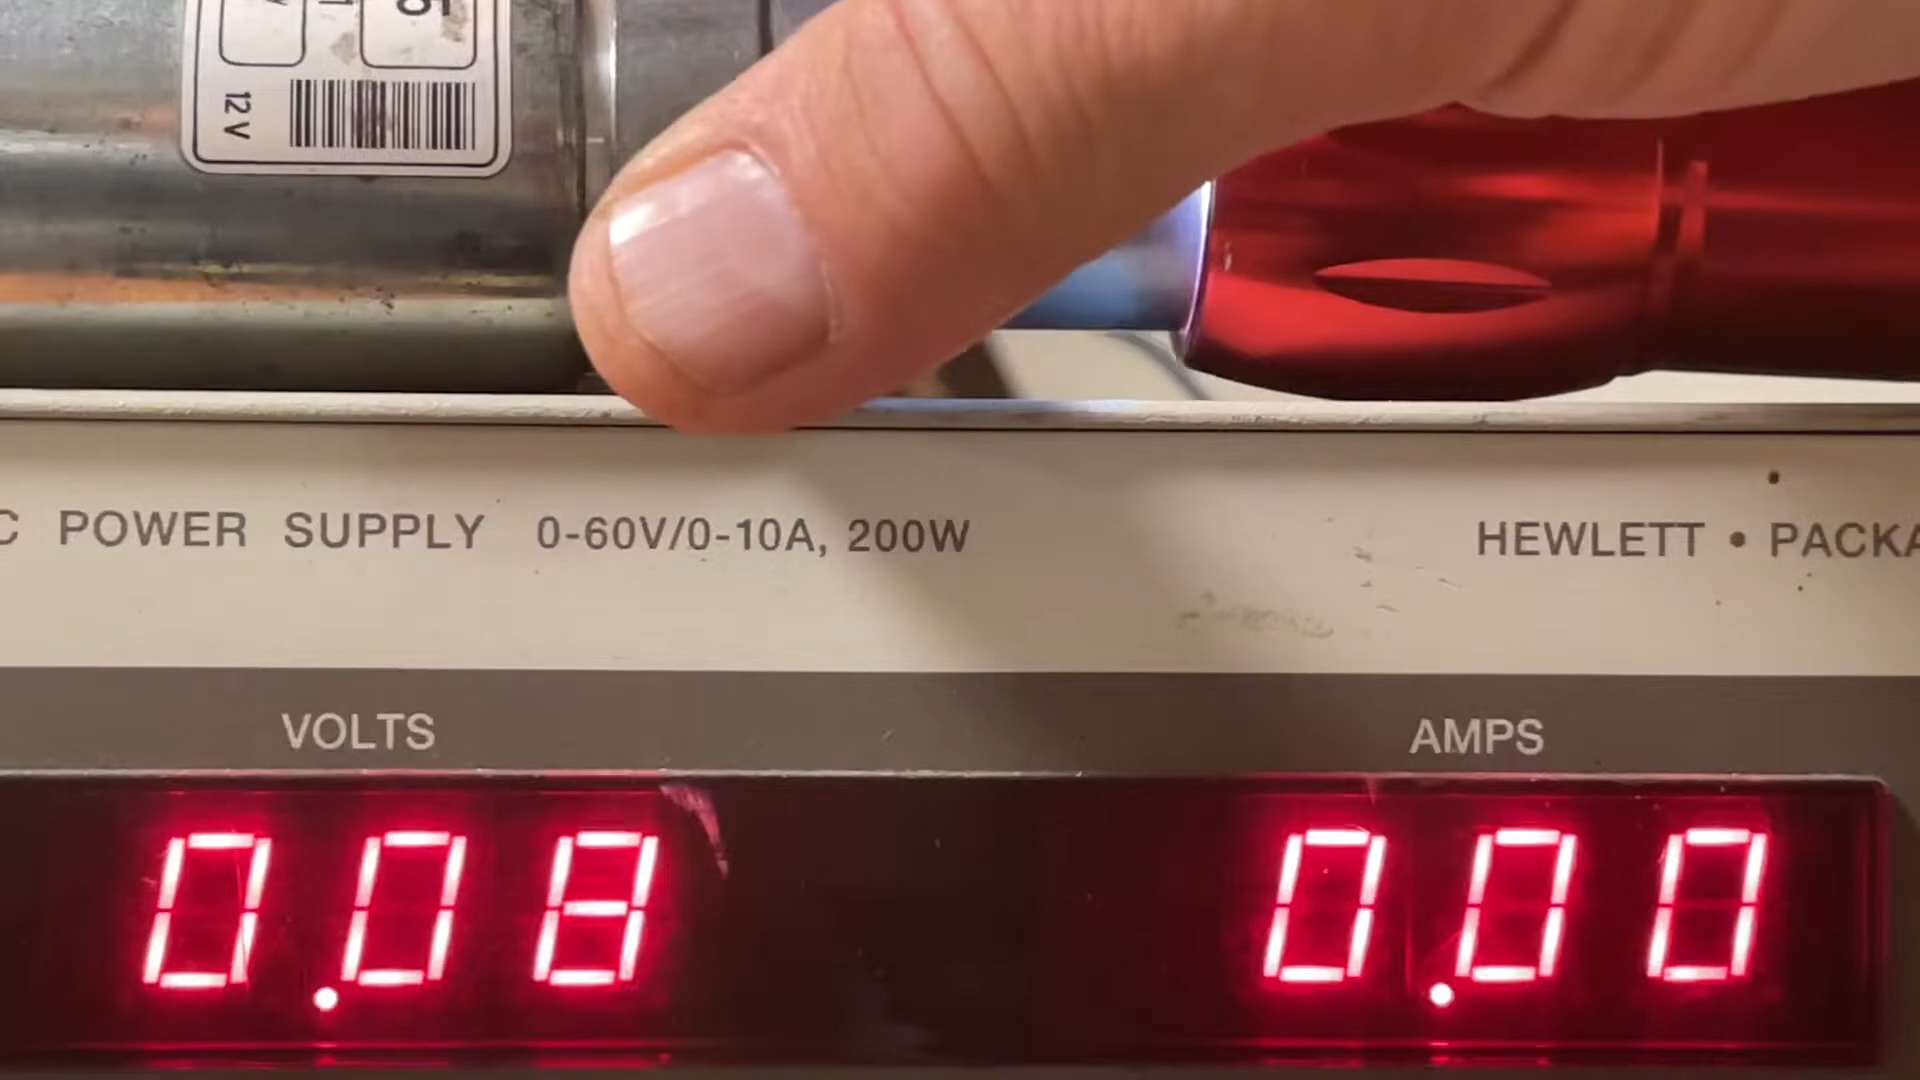 12V
POWER SUPPLY 0-60V/0-10A, 200W
HEWLETT • PACKA
VOLTS
AMPS
0.08
0.00